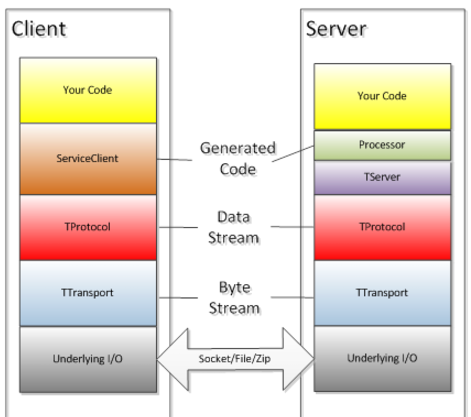 Client
Server
Your Code
Your Code
Generated
Code
Processor
ServiceClient
TServer
TProtocol
Data
Stream
TProtocol
TTransport
Byte
Stream
TTransport
Underlying I/O
Socket/File/Zip
Underlying I/O